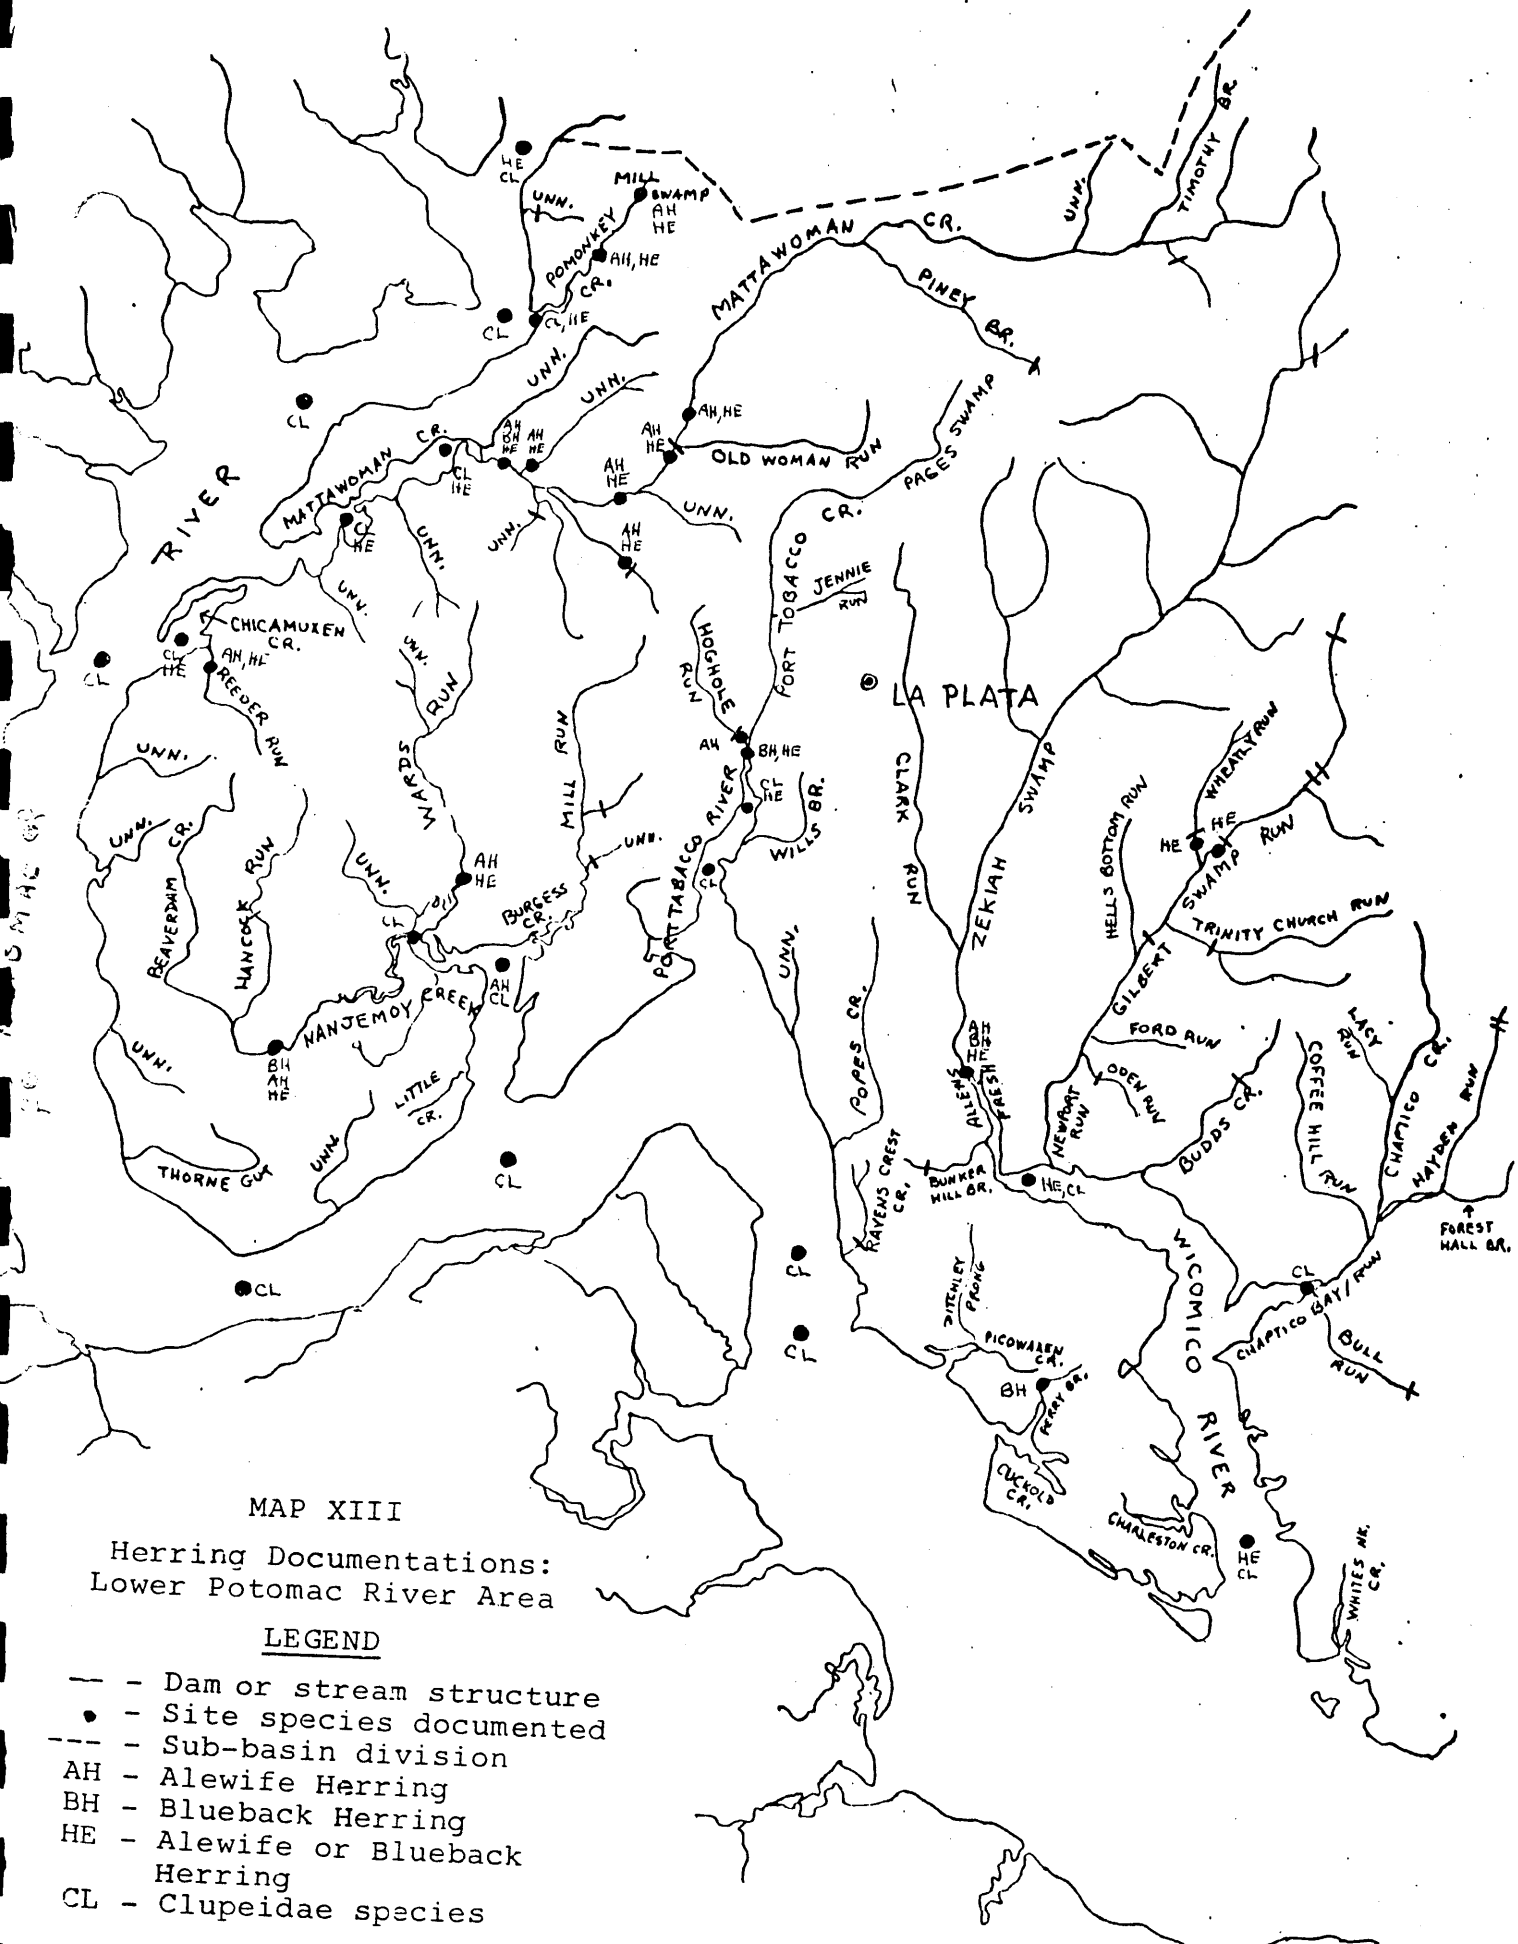 TIMOTHY BR.
UNN.
HE
CL
MILL
SWAMP
AH
HE
UNN.
POMONKEY
CR.
AH, HE
CL
CL, HE
MATTAWOMAN CR.
PINEY BR.
UNN.
UNN.
CL
AH, HE
AH
HE
OLD WOMAN RUN
PAGES SWAMP
CR.
AH
BH
HE
AH
HE
MATTAWOMAN CR.
CL
HE
AH
HE
UNN.
RIVER
CL
HE
UNN.
UNN.
AH
HE
UNN.
PORT TOBACCO
CR.
JENNIE
RUN
CHICAMUXEN
CR.
CL
CL
HE
AH, HE
REEDER RUN
UNN.
WARDS RUN
HOGHOLE
RUN
LA PLATA
UNN.
MILL RUN
AH
BH, HE
CL
HE
WILLS BR.
PORTTABACCO RIVER
CLARK RUN
ZEKIAH SWAMP
WHEATLY RUN
HELLS BOTTOM RUN
HE
HE
GILBERT SWAMP RUN
TRINITY CHURCH RUN
UNN.
BEAVERDAM CR.
HANCOCK RUN
UNN.
AH
HE
UNN.
CL
BURGESS
CR.
CL
AH
CL
NANJEMOY CREEK
BH
AH
HE
UNN.
UNN.
POPES CR.
AH
BH
HE
ALLENS
FRESH
FORD RUN
ODEN RUN
NEWPORT
RUN
BUDDS CR.
COFFEE HILL RUN
LACY
RUN
CHAPTICO CR.
HAYDEN RUN
FOREST
HALL BR.
LITTLE
CR.
UNN.
THORNE GUT
CL
CL
RAVENS CREST
CR.
BUNKER
HILL BR.
HE, CL
WICOMICO RIVER
CL
CL
CL
CHAPTICO BAY/RUN
BULL
RUN
DITCHLEY
PRONG
PICOWAXEN
CR.
BH
FERRY BR.
CUCKOLD
CR.
CHARLESTON CR.
HE
CL
WHITES NK.
CR.
MAP XIII
Herring Documentations:
Lower Potomac River Area
LEGEND
— - Dam or stream structure
● - Site species documented
--- - Sub-basin division
AH - Alewife Herring
BH - Blueback Herring
HE - Alewife or Blueback
Herring
CL - Clupeidae species